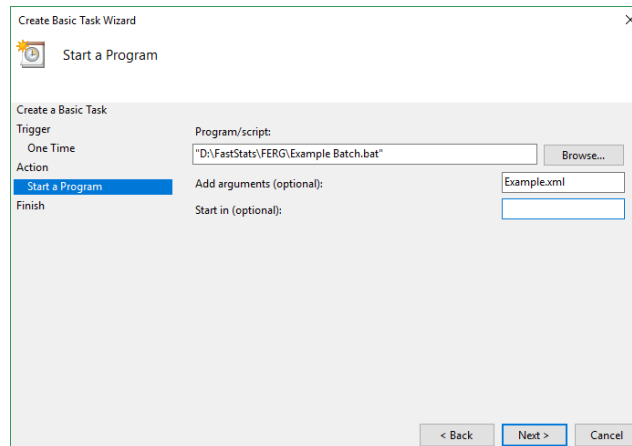 Create Basic Task Wizard
Start a Program
Create a Basic Task
Trigger
One Time
Action
Start a Program
Finish
Program/script:
"D:\FastStats\FERG\Example Batch.bat"
Browse...
Add arguments (optional):
Example.xml
Start in (optional):
< Back
Next >
Cancel